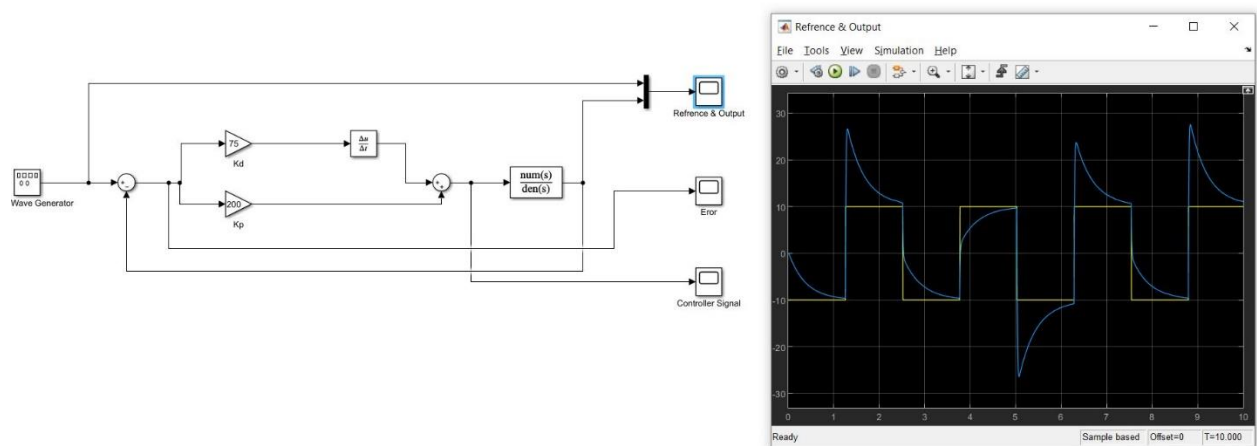 Wave Generator
+
-
75
Kd
Δu
Δt
200
Kp
+
+
num(s)
den(s)
Refrence & Output
Eror
Controller Signal
Refrence & Output
File Tools View Simulation Help
30
20
10
0
-10
-20
-30
0 1 2 3 4 5 6 7 8 9 10
Ready Sample based Offset=0 T=10.000